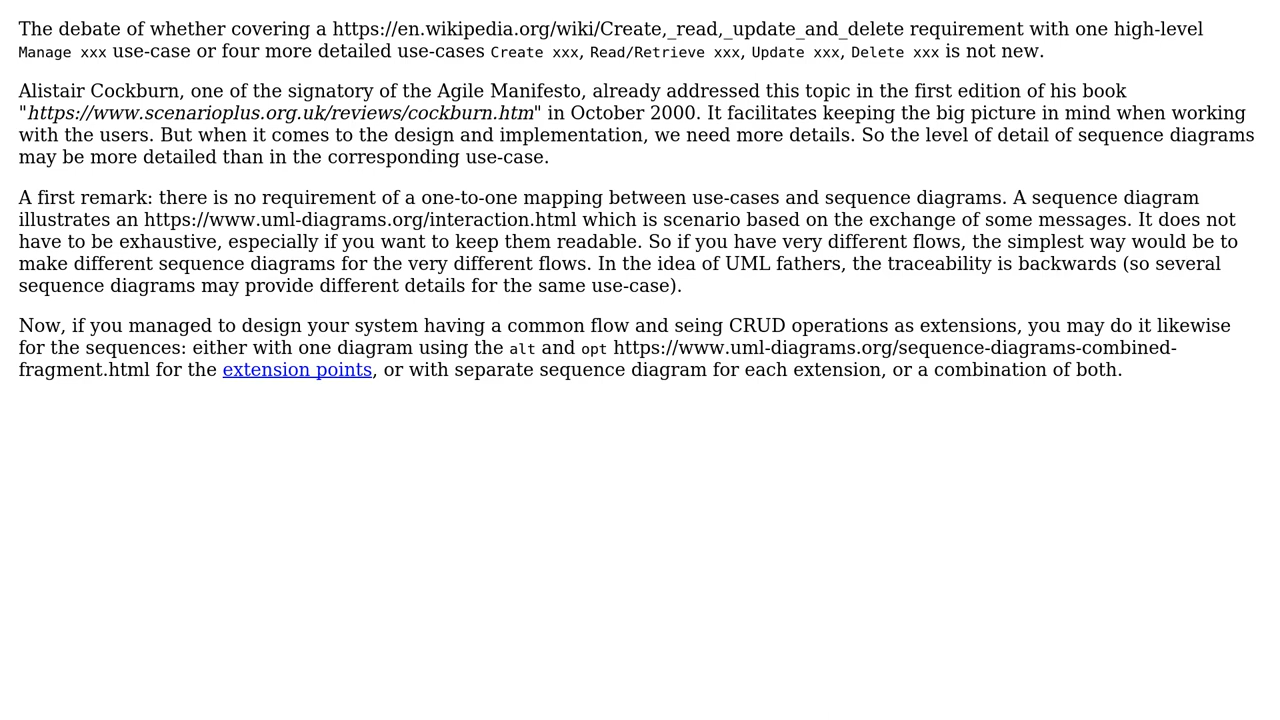 The debate of whether covering a https://en.wikipedia.org/wiki/Create,_read,_update_and_delete requirement with one high-level
Manage xxx use-case or four more detailed use-cases Create xxx, Read/Retrieve xxx, Update xxx, Delete xxx is not new.
Alistair Cockburn, one of the signatory of the Agile Manifesto, already addressed this topic in the first edition of his book
"https://www.scenarioplus.org.uk/reviews/cockburn.htm" in October 2000. It facilitates keeping the big picture in mind when working
with the users. But when it comes to the design and implementation, we need more details. So the level of detail of sequence diagrams
may be more detailed than in the corresponding use-case.
A first remark: there is no requirement of a one-to-one mapping between use-cases and sequence diagrams. A sequence diagram
illustrates an https://www.uml-diagrams.org/interaction.html which is scenario based on the exchange of some messages. It does not
have to be exhaustive, especially if you want to keep them readable. So if you have very different flows, the simplest way would be to
make different sequence diagrams for the very different flows. In the idea of UML fathers, the traceability is backwards (so several
sequence diagrams may provide different details for the same use-case).
Now, if you managed to design your system having a common flow and seing CRUD operations as extensions, you may do it likewise
for the sequences: either with one diagram using the alt and opt https://www.uml-diagrams.org/sequence-diagrams-combined-
fragment.html for the extension points, or with separate sequence diagram for each extension, or a combination of both.